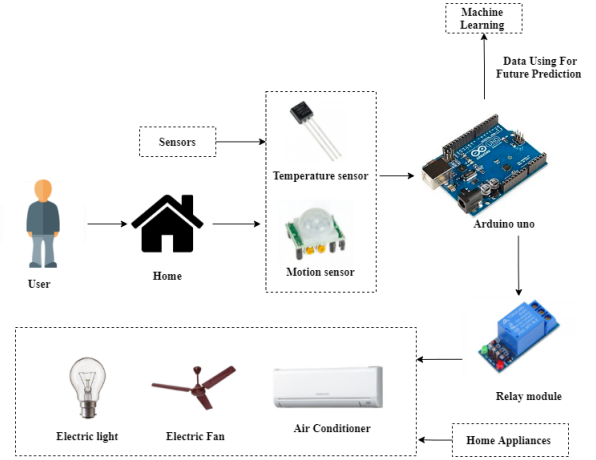 Machine
Learning
Data Using For
Future Prediction
Sensors
Temperature sensor
UNO
Arduino uno
Motion sensor
User
Home
Relay module
Electric light
Electric Fan
Air Conditioner
Home Appliances